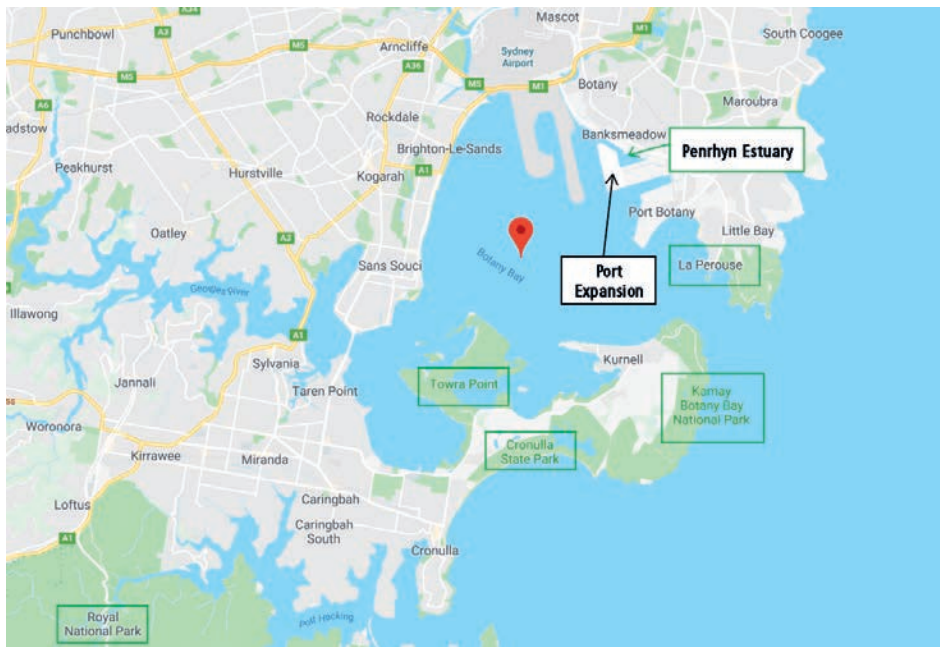 Punchbowl
A3
A34
Mascot
M1
South Coogee
M5
Arncliffe
Sydney
Airport
A36
M5
M5
M1
Botany
A6
adstow
Rockdale
Maroubra
Banksmeadow
Penrhyn Estuary
Brighton-Le-Sands
Peakhurst
Hurstville
Kogarah
A1
Port Botany
Oatley
A3
Little Bay
Sans Souci
Botany Bay
Port
Expansion
La Perouse
Georges River
Illawong
A1
Kurnell
Sylvania
Jannali
Taren Point
Towra Point
Kamay
Botany Bay
National Park
Woronora
Kirrawee
Miranda
Cronulla
State Park
Loftus
Caringbah
A1
Caringbah
South
Cronulla
Royal
National Park
Port Hacking